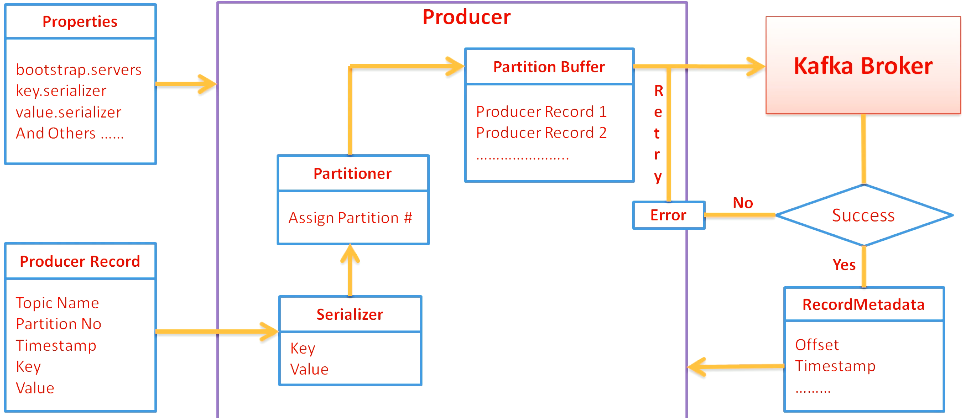 Properties
bootstrap.servers
key.serializer
value.serializer
And Others ......
Producer
Partition Buffer
Producer Record 1
Producer Record 2
.......................
Kafka Broker
Retry
Partitioner
Assign Partition #
Error
No
Success
Yes
Producer Record
Topic Name
Partition No
Timestamp
Key
Value
Serializer
Key
Value
RecordMetadata
Offset
Timestamp
.........